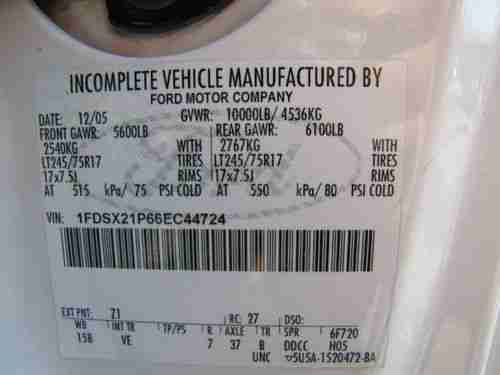 INCOMPLETE VEHICLE MANUFACTURED BY
FORD MOTOR COMPANY
DATE: 12/05 GVWR: 10000LB/ 4536KG
FRONT GAWR: 5600LB REAR GAWR: 6100LB
2540KG WITH 2767KG WITH
LT245/75R17 TIRES LT245/75R17 TIRES
17x7.5J RIMS 17x7.5J RIMS
AT 515 kPa/ 75 PSI COLD AT 550 kPa/ 80 PSI COLD
VIN: 1FDSX21P66EC44724
EXT PNT: Z1 RC: 27 DSO:
WB INT TR TP/PS R AXLE TR SPR 6F720
158 VE 7 37 B DDCC H05
UNC 5USA-1520472-BA